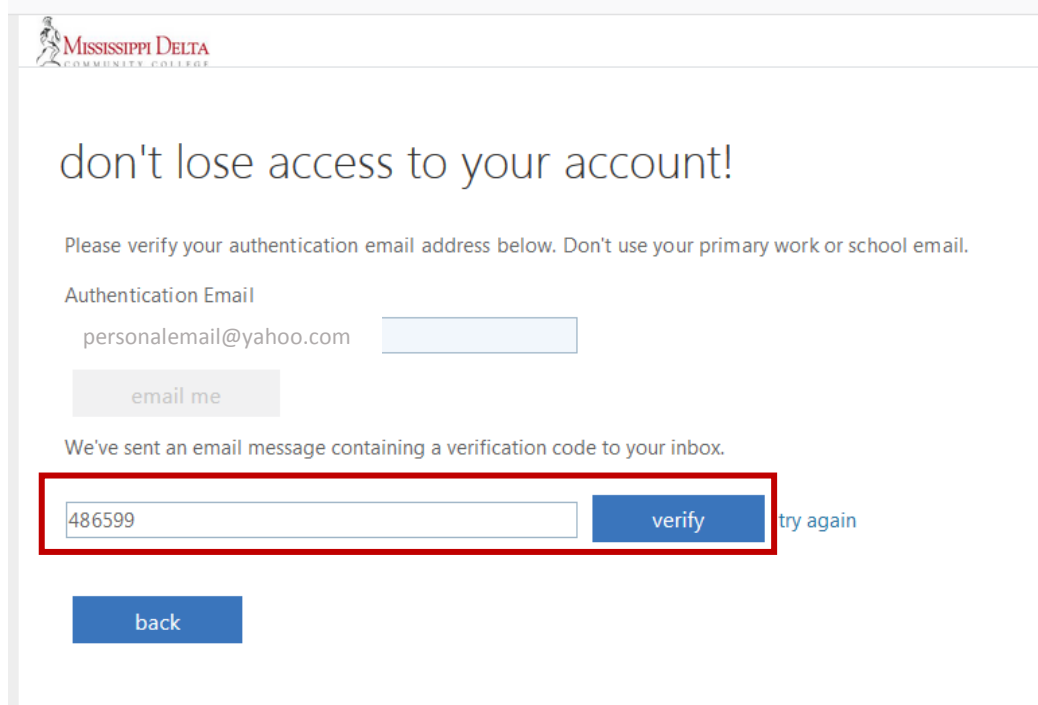 MISSISSIPPI DELTA
COMMUNITY COLLEGE
don't lose access to your account!
Please verify your authentication email address below. Don't use your primary work or school email.
Authentication Email
personalemail@yahoo.com
email me
We've sent an email message containing a verification code to your inbox.
486599 verify try again
back